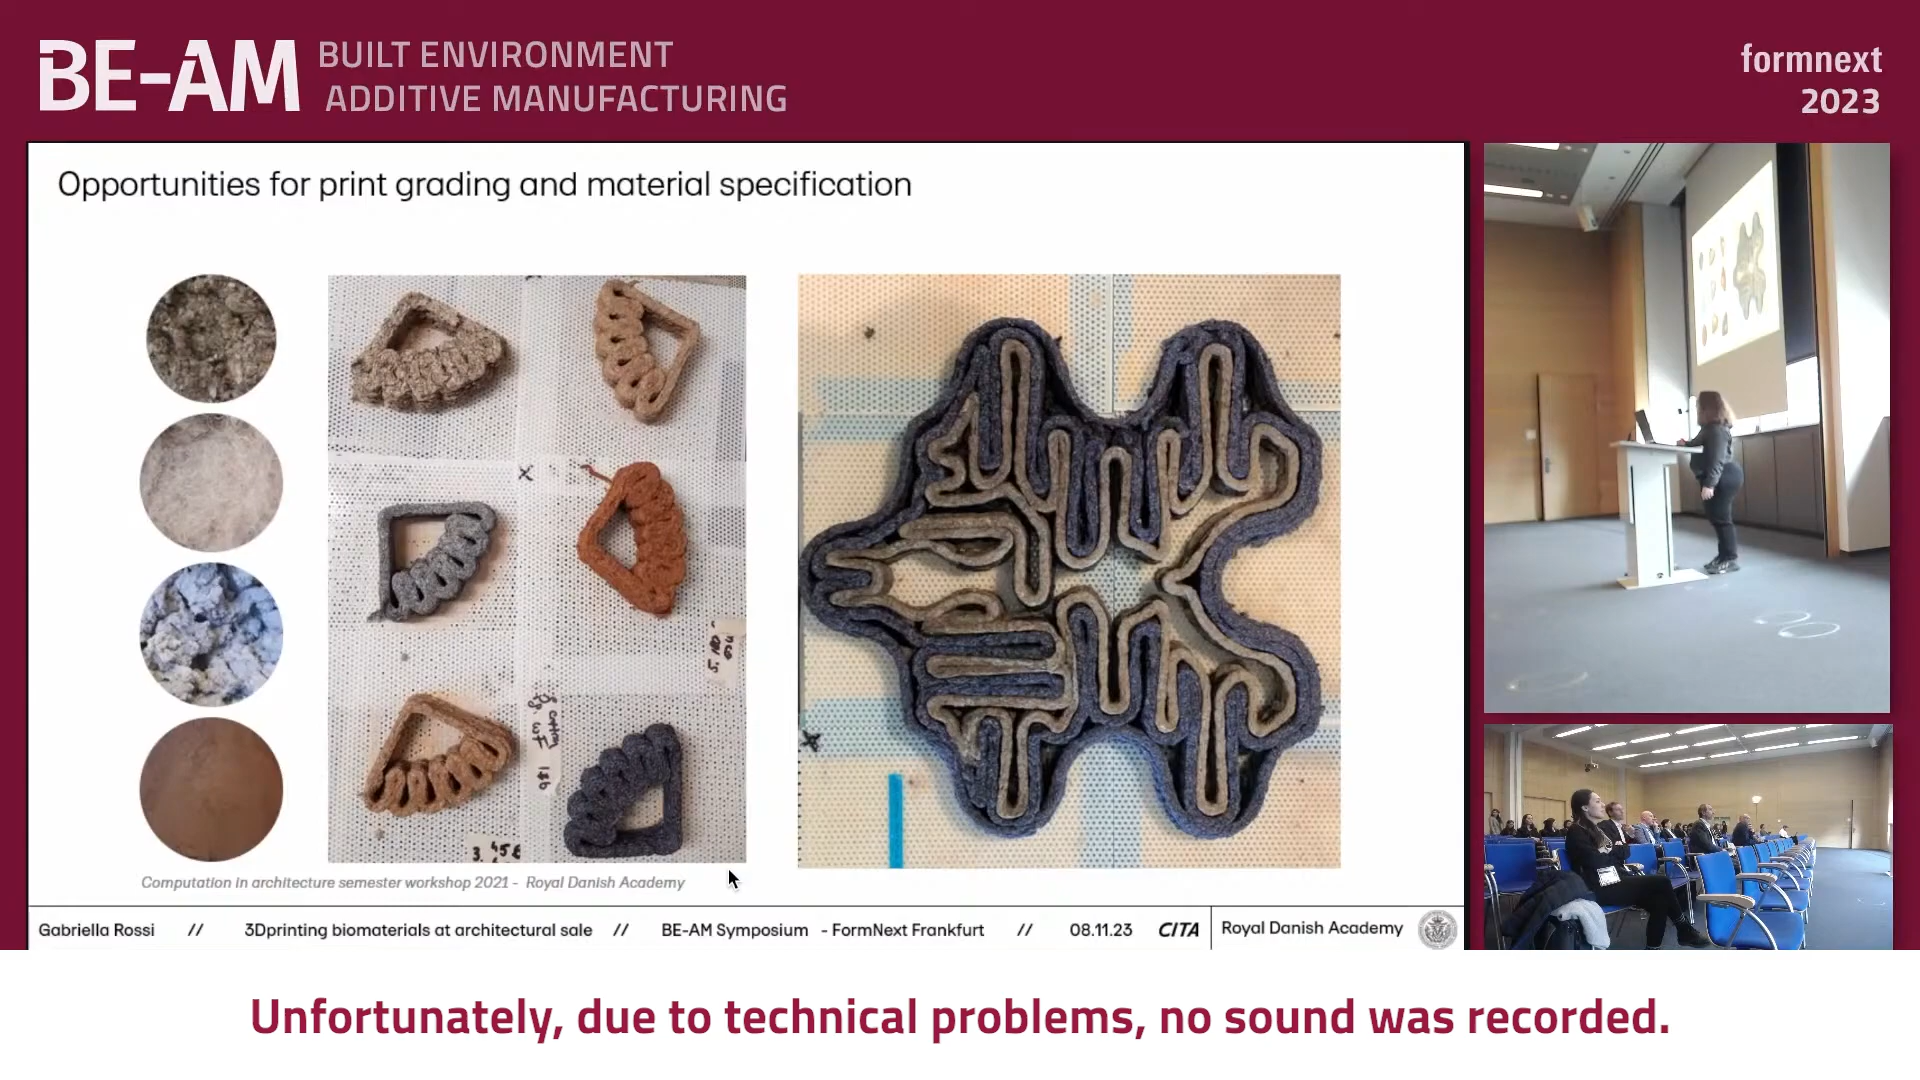 BE-AM BUILT ENVIRONMENT
ADDITIVE MANUFACTURING
formnext
2023
Opportunities for print grading and material specification
Computation in architecture semester workshop 2021 - Royal Danish Academy
Gabriella Rossi // 3Dprinting biomaterials at architectural sale // BE-AM Symposium - FormNext Frankfurt // 08.11.23 CITA Royal Danish Academy
Unfortunately, due to technical problems, no sound was recorded.